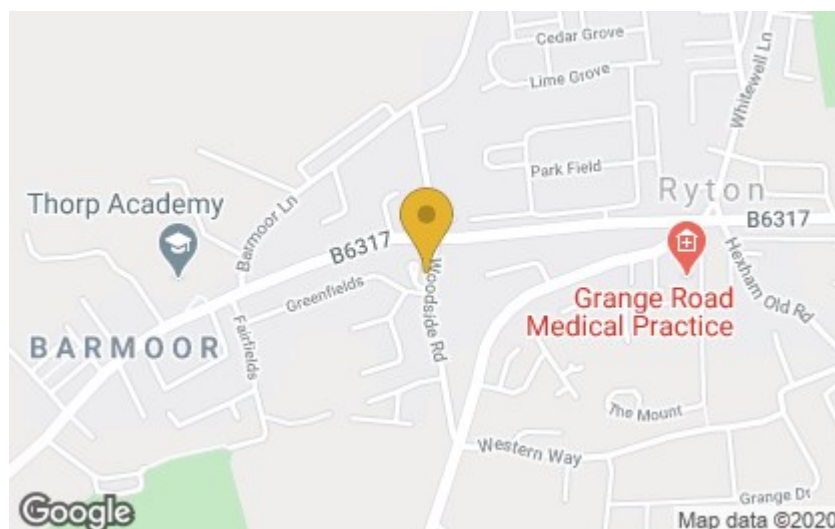 Cedar Grove
Lime Grove
Whitewell Ln
Park Field
Ryton
Thorp Academy
Barmoor Ln
B6317
B6317
Woodside Rd
Hexham Old Rd
Greenfields
Grange Road
Medical Practice
BARMOOR
Fairfields
The Mount
Western Way
Grange Dr
Google
Map data ©2020